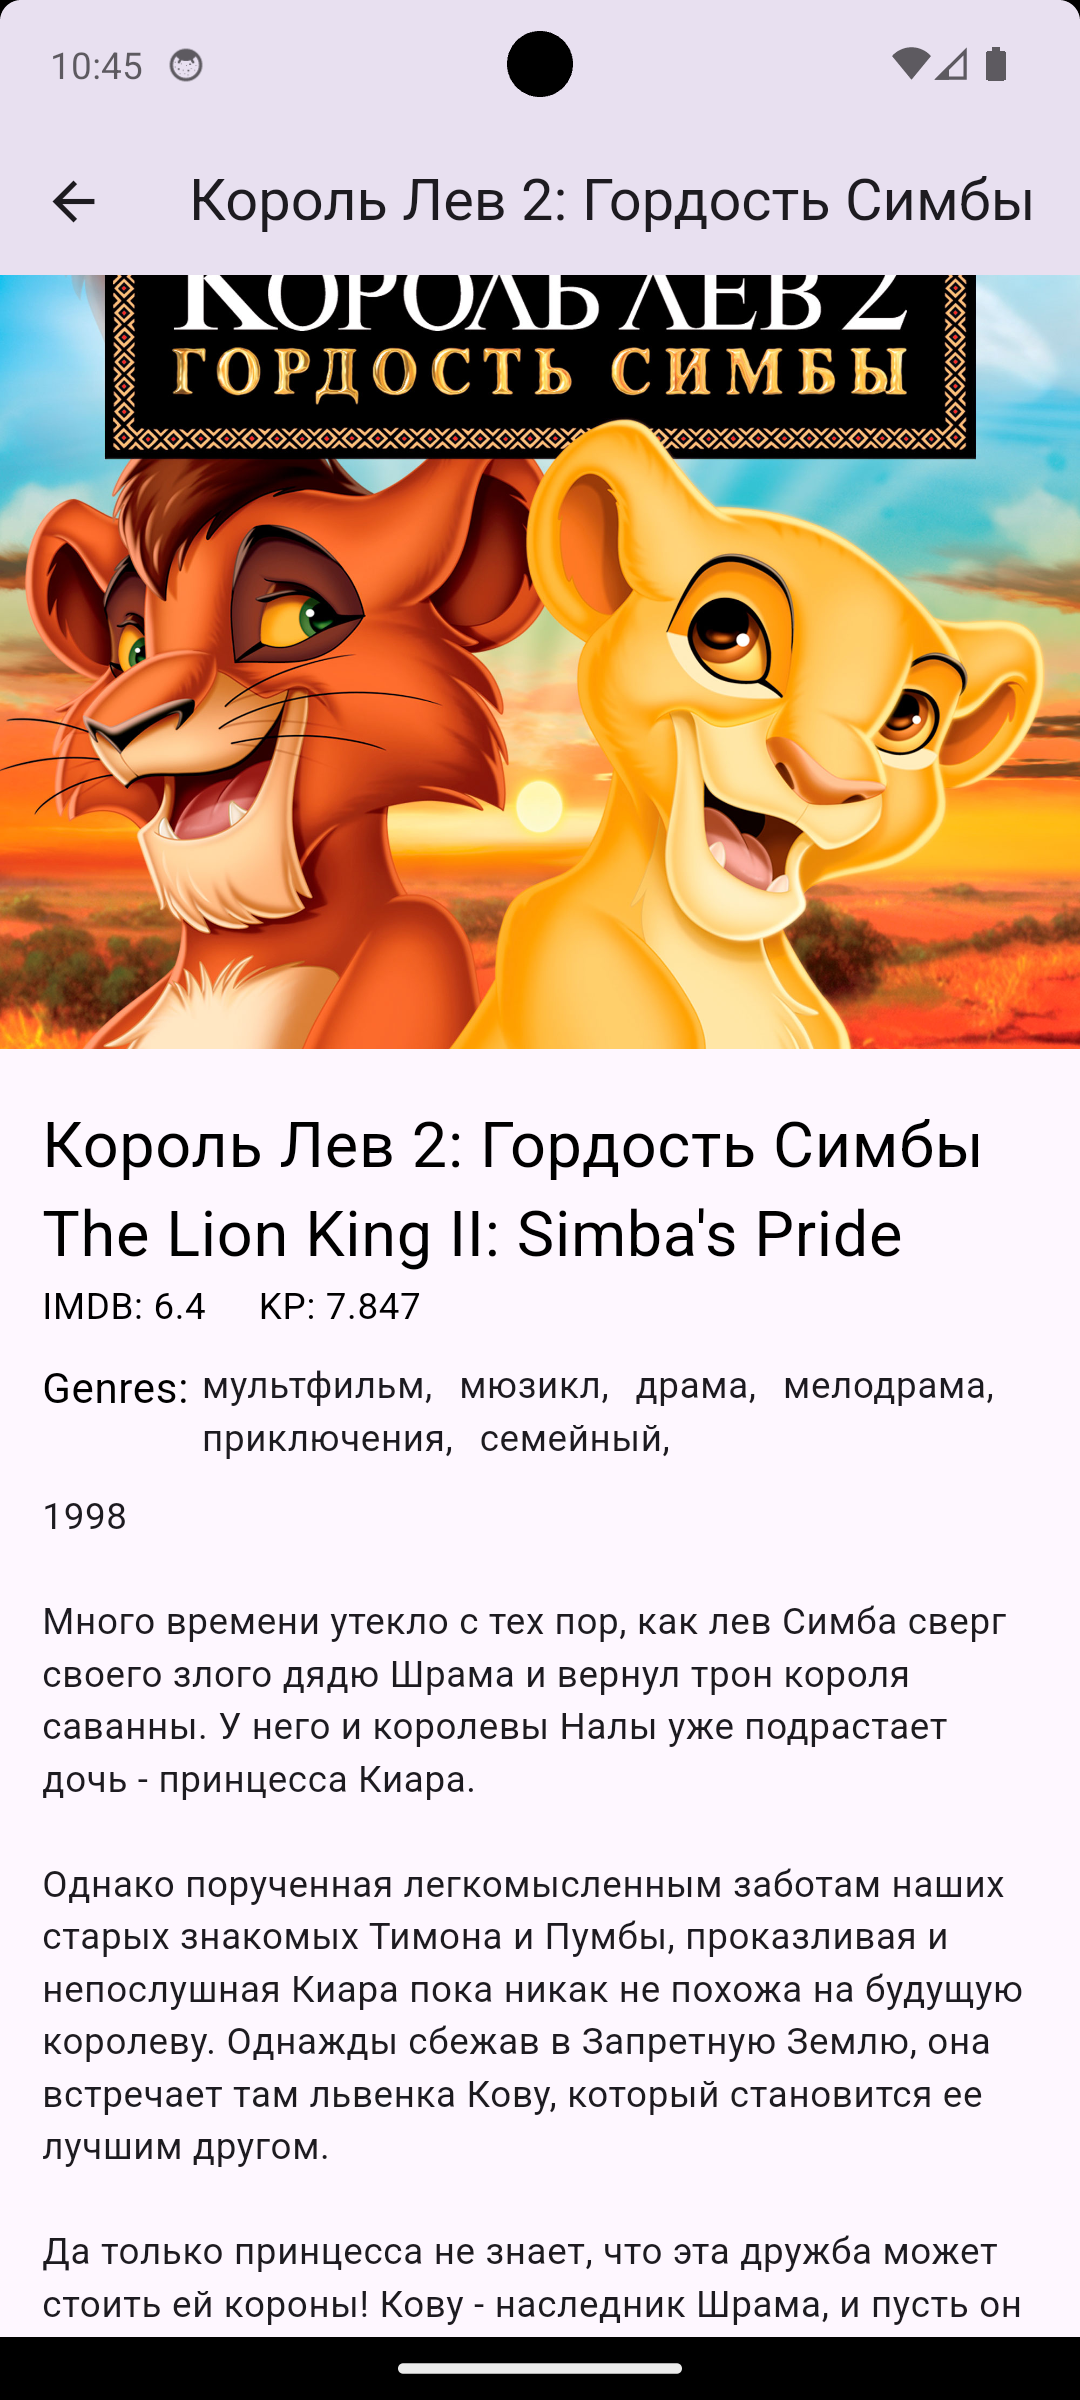 10:45
Король Лев 2: Гордость Симбы
КОРОЛЬ ЛЕВ 2
ГОРДОСТЬ СИМБЫ
Король Лев 2: Гордость Симбы
The Lion King II: Simba's Pride
IMDB: 6.4 KP: 7.847
Genres: мультфильм, мюзикл, драма, мелодрама,
приключения, семейный,
1998
Много времени утекло с тех пор, как лев Симба сверг
своего злого дядю Шрама и вернул трон короля
саванны. У него и королевы Налы уже подрастает
дочь - принцесса Киара.
Однако порученная легкомысленным заботам наших
старых знакомых Тимона и Пумбы, проказливая и
непослушная Киара пока никак не похожа на будущую
королеву. Однажды сбежав в Запретную Землю, она
встречает там львенка Кову, который становится ее
лучшим другом.
Да только принцесса не знает, что эта дружба может
стоить ей короны! Кову - наследник Шрама, и пусть он